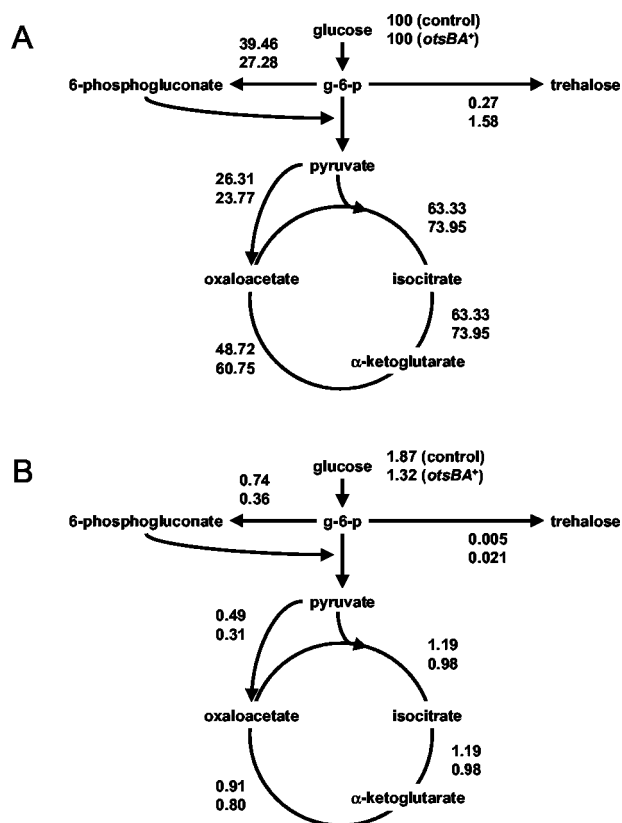 A
glucose
100 (control)
100 (otsBA+)
39.46
27.28
6-phosphogluconate
g-6-p
trehalose
0.27
1.58
pyruvate
26.31
23.77
63.33
73.95
oxaloacetate
isocitrate
63.33
73.95
48.72
60.75
α-ketoglutarate
B
glucose
1.87 (control)
1.32 (otsBA+)
0.74
0.36
6-phosphogluconate
g-6-p
trehalose
0.005
0.021
pyruvate
0.49
0.31
1.19
0.98
oxaloacetate
isocitrate
1.19
0.98
0.91
0.80
α-ketoglutarate